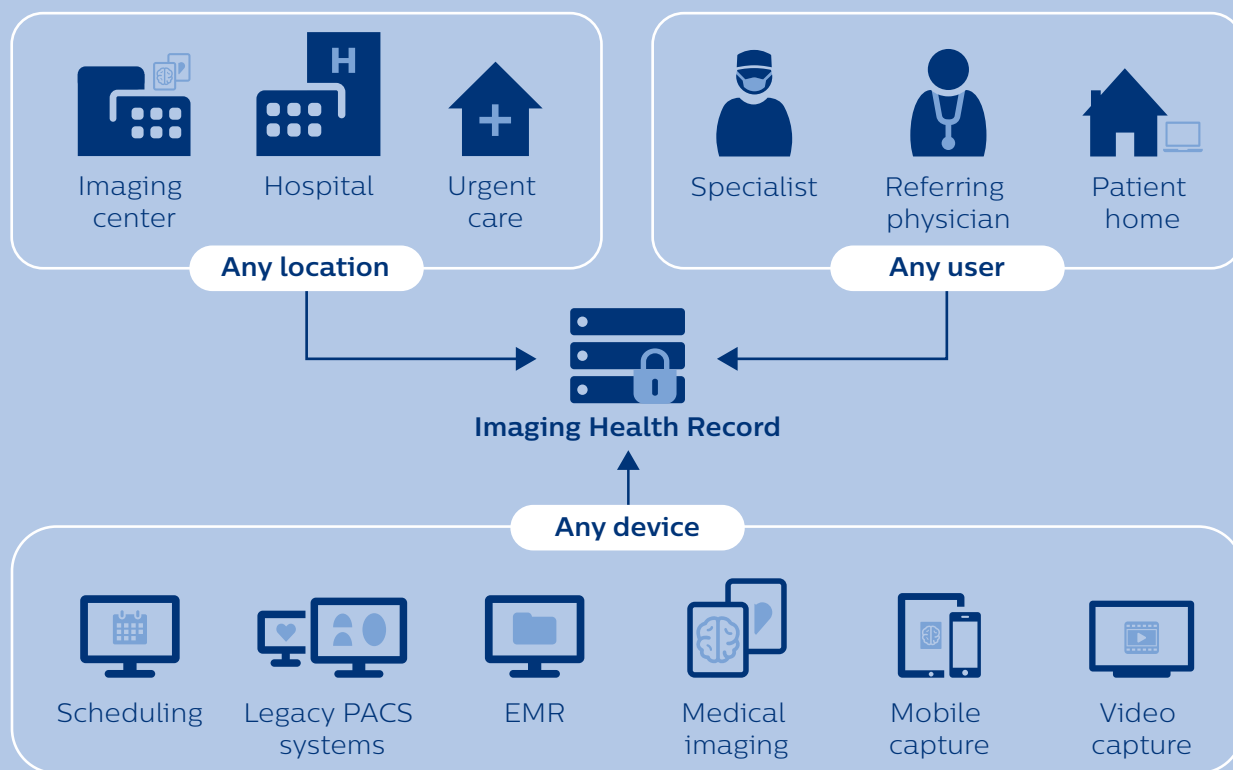 H
Imaging
center
Hospital
Urgent
care
Any location
Specialist
Referring
physician
Patient
home
Any user
Imaging Health Record
Any device
Scheduling
Legacy PACS
systems
EMR
Medical
imaging
Mobile
capture
Video
capture